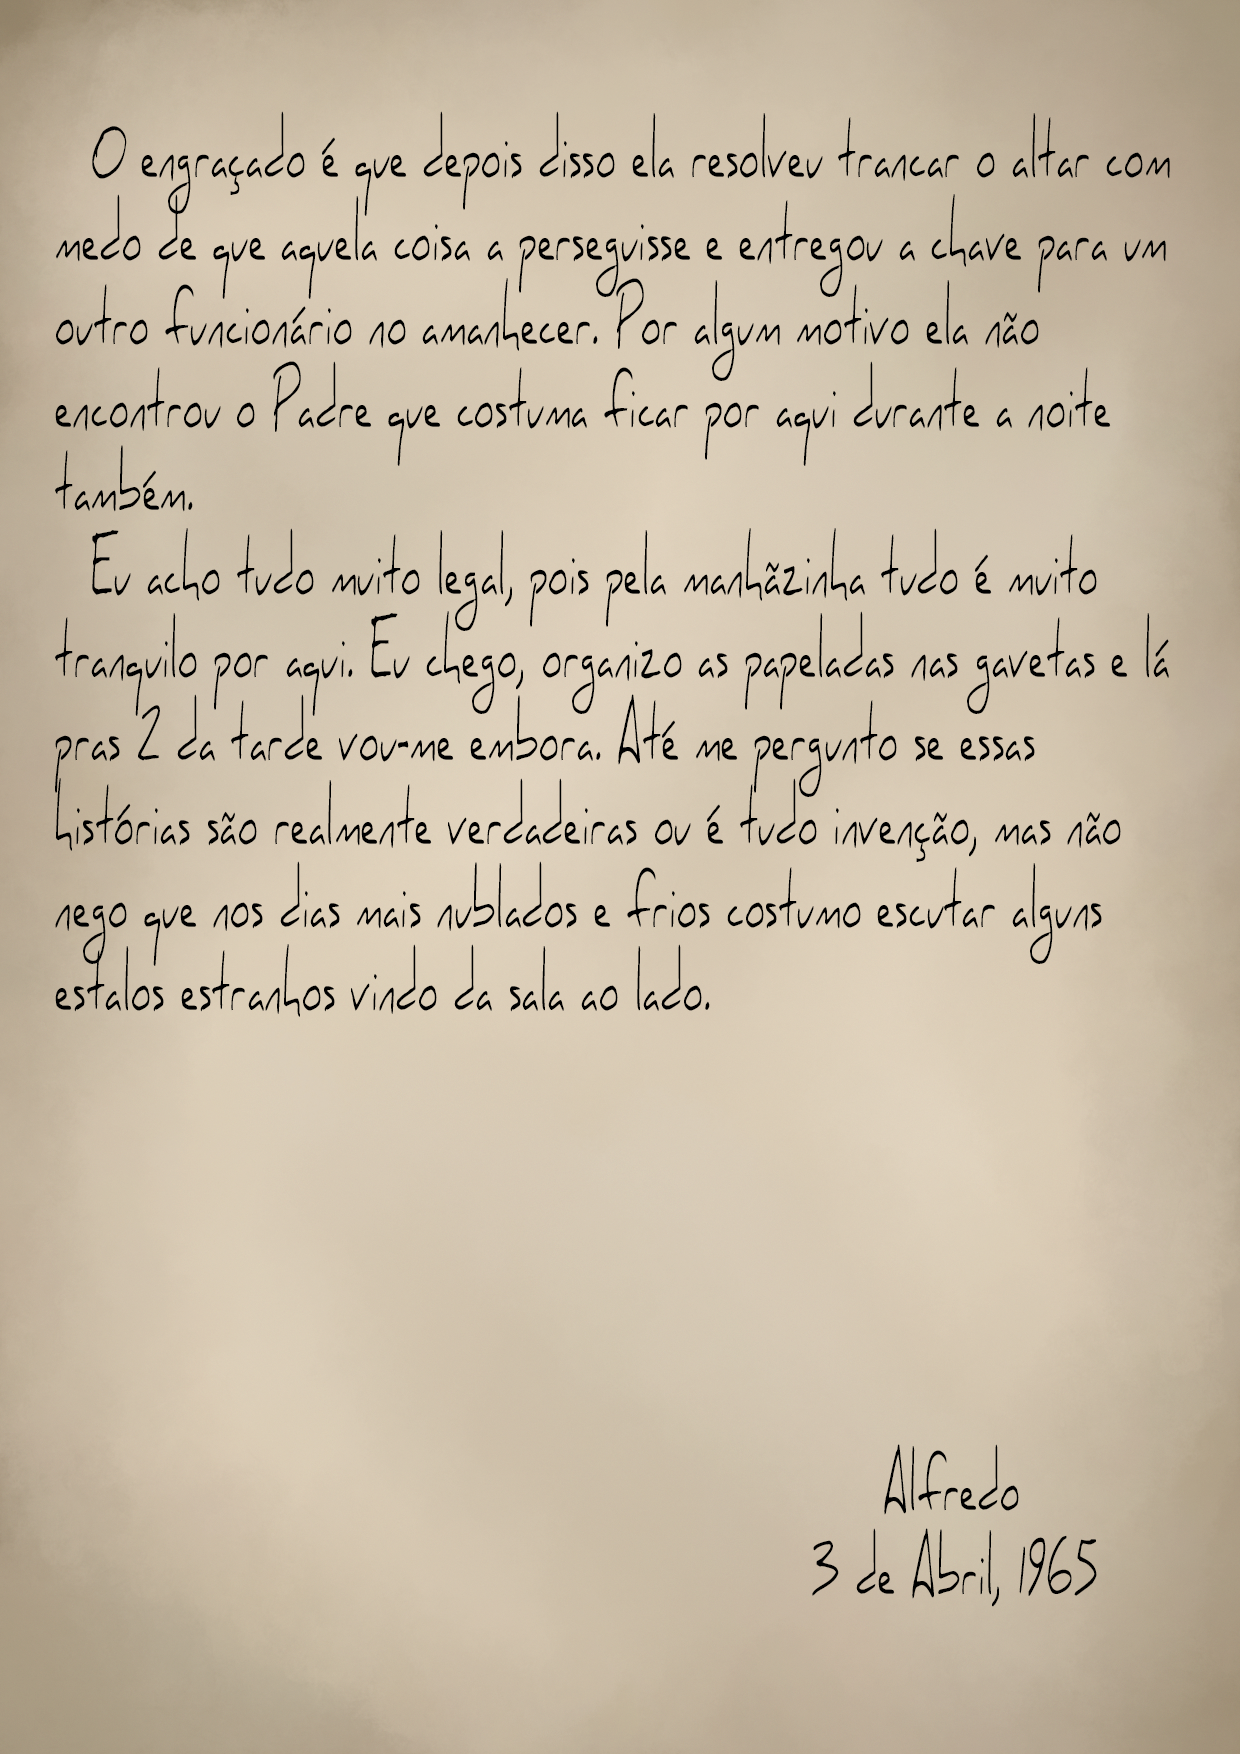 O engraçado é que depois disso ela resolveu trancar o altar com
medo de que aquela coisa a perseguisse e entregou a chave para um
outro funcionário no amanhecer. Por algum motivo ela não
encontrou o Padre que costuma ficar por aqui durante a noite
também.
Eu acho tudo muito legal, pois pela manhãzinha tudo é muito
tranquilo por aqui. Eu chego, organizo as papeladas nas gavetas e lá
pras 2 da tarde vou-me embora. Até me pergunto se essas
histórias são realmente verdadeiras ou é tudo invenção, mas não
nego que nos dias mais nublados e frios costumo escutar alguns
estalos estranhos vindo da sala ao lado.
Alfredo
3 de Abril, 1965